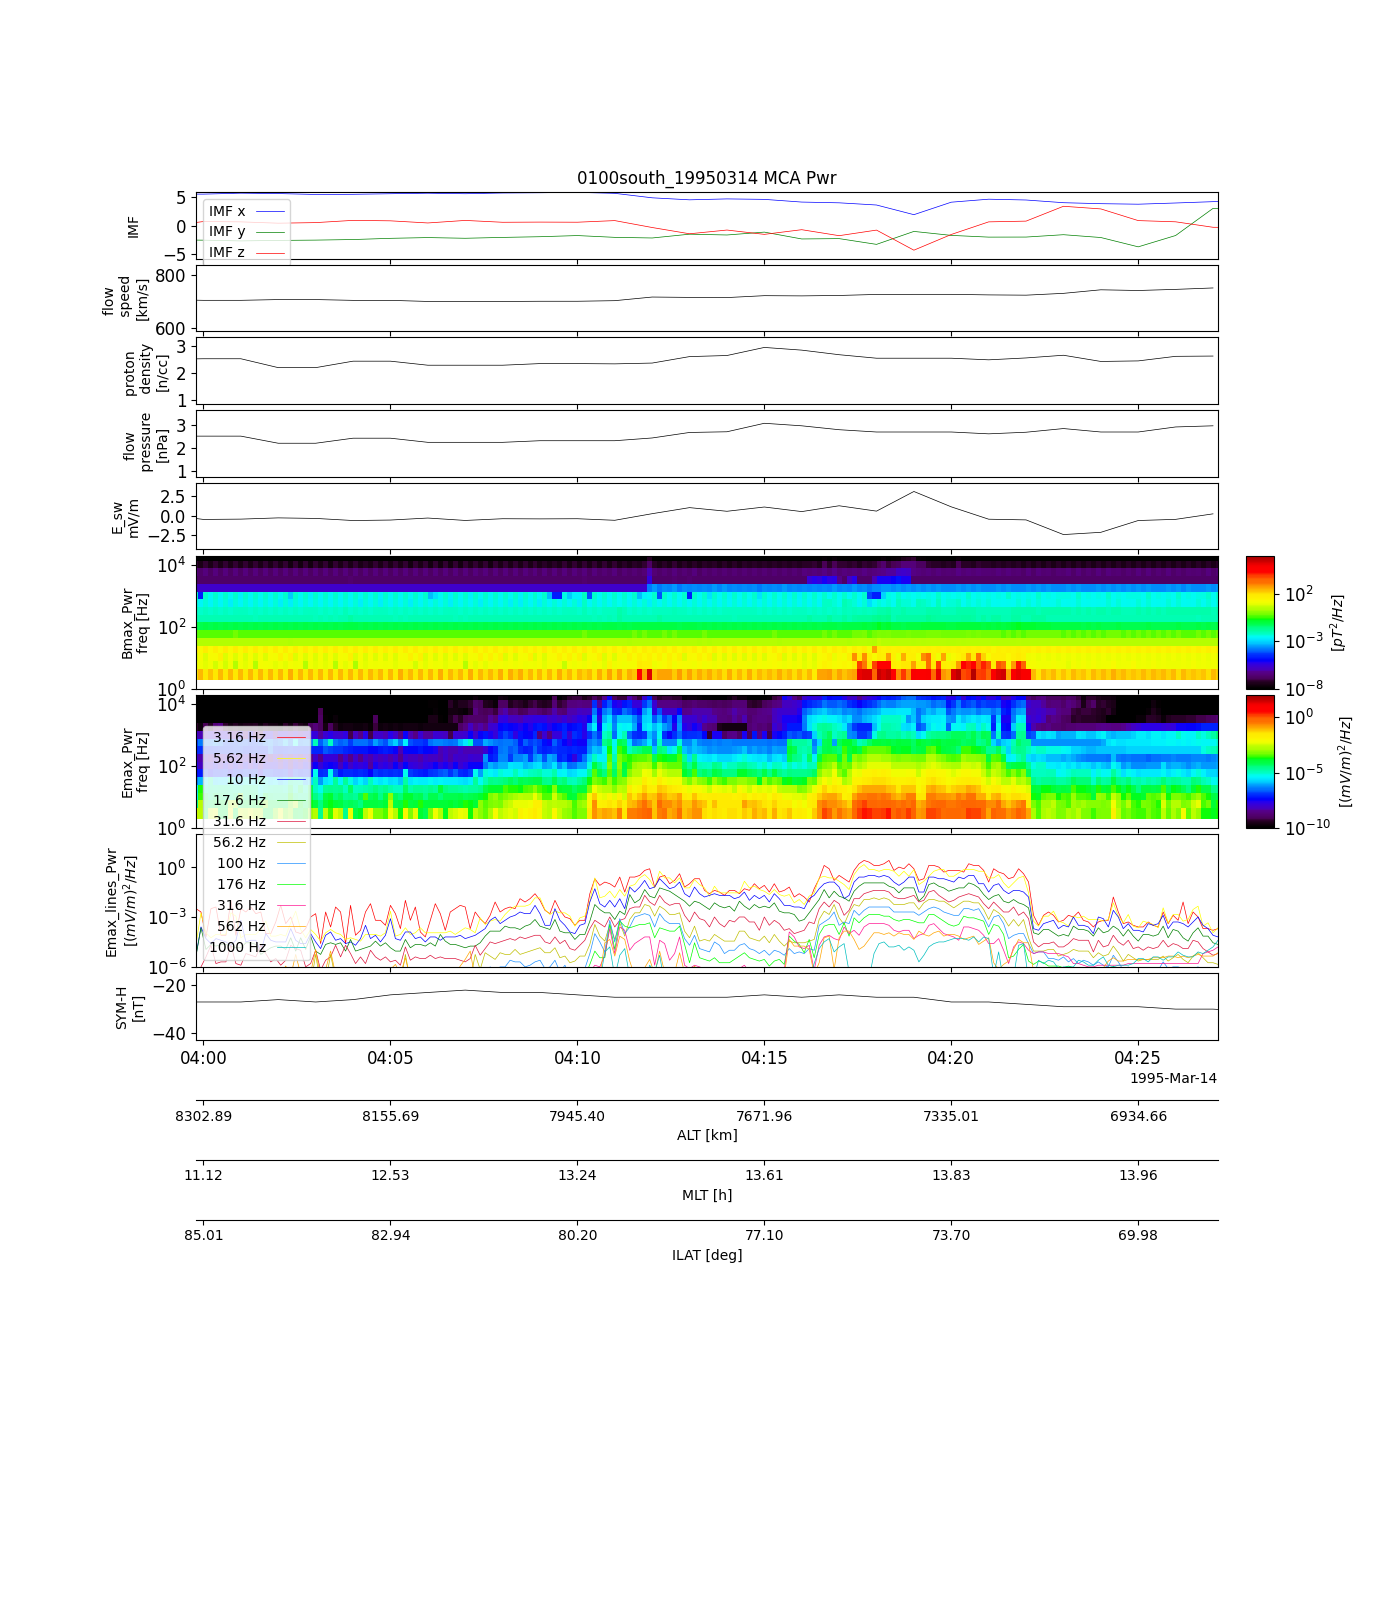 0100south_19950314 MCA Pwr
IMF
5
0
−5
IMF x
IMF y
IMF z
flow
speed
[km/s]
800
600
proton
density
[n/cc]
3
2
1
flow
pressure
[nPa]
3
2
1
E_sw
mV/m
2.5
0.0
−2.5
Bmax_Pwr
freq [Hz]
10^4
10^2
10^0
10^2
10^−3
10^−8
[pT^2/Hz]
Emax_Pwr
freq [Hz]
10^4
10^2
10^0
10^0
10^−5
10^−10
[(mV/m)^2/Hz]
3.16 Hz
5.62 Hz
10 Hz
17.6 Hz
31.6 Hz
56.2 Hz
100 Hz
176 Hz
316 Hz
562 Hz
1000 Hz
Emax_lines_Pwr
[(mV/m)^2/Hz]
10^0
10^−3
10^−6
SYM-H
[nT]
−20
−40
04:00 04:05 04:10 04:15 04:20 04:25
1995-Mar-14
8302.89 8155.69 7945.40 7671.96 7335.01 6934.66
ALT [km]
11.12 12.53 13.24 13.61 13.83 13.96
MLT [h]
85.01 82.94 80.20 77.10 73.70 69.98
ILAT [deg]